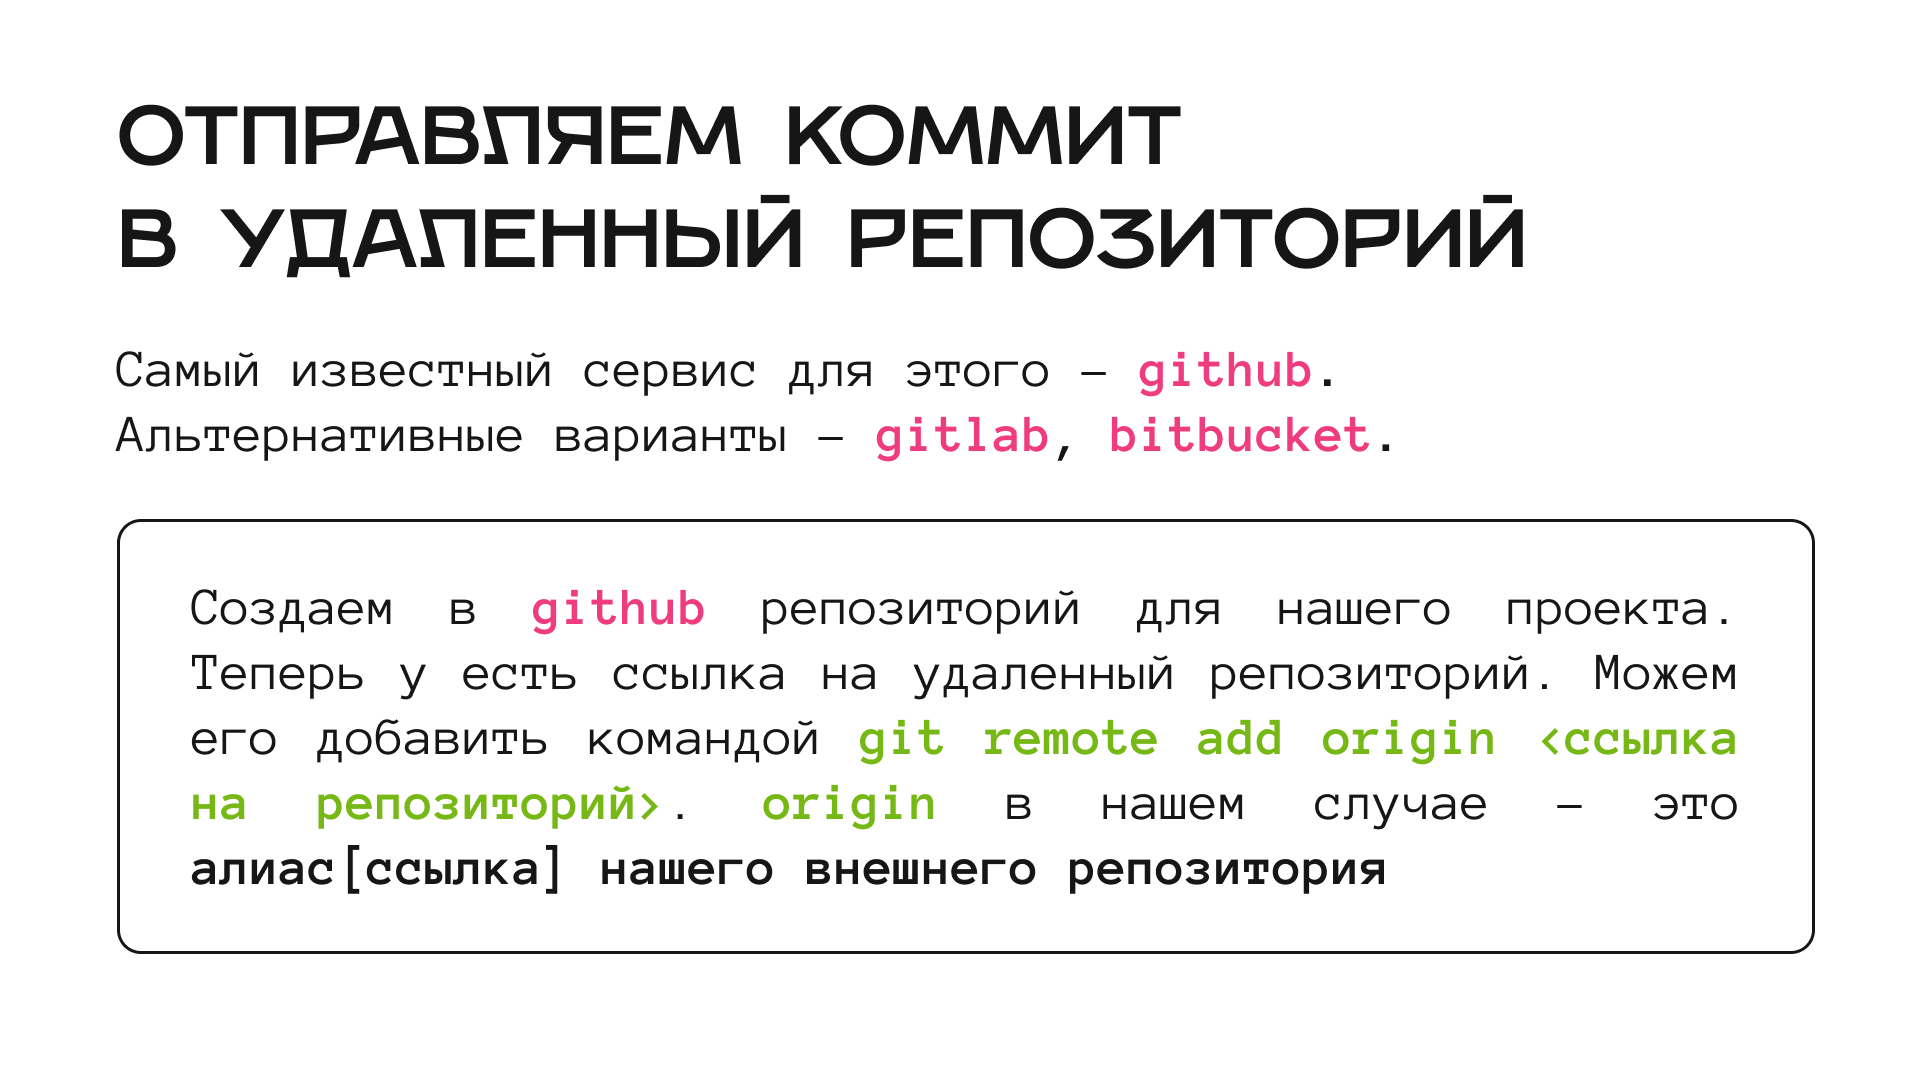 ОТПРАВЛЯЕМ КОММИТ
В УДАЛЕННЫЙ РЕПОЗИТОРИЙ
Самый известный сервис для этого – github.
Альтернативные варианты – gitlab, bitbucket.
Создаем в github репозиторий для нашего проекта.
Теперь у есть ссылка на удаленный репозиторий. Можем
его добавить командой git remote add origin <ссылка
на репозиторий>. origin в нашем случае – это
алиас[ссылка] нашего внешнего репозитория